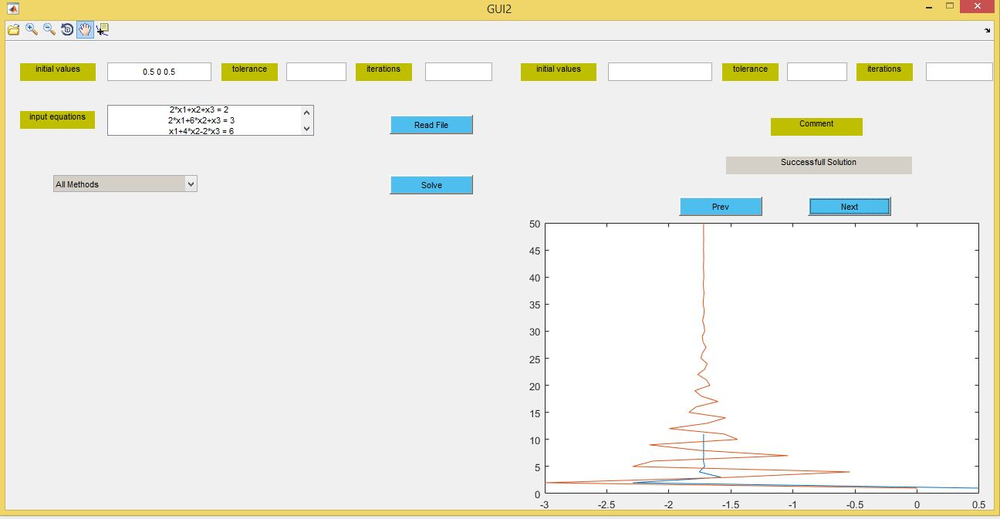 GUI2
initial values 0.5 0 0.5 tolerance iterations initial values tolerance iterations
input equations
2*x1+x2+x3 = 2
2*x1+6*x2+x3 = 3
x1+4*x2-2*x3 = 6
Read File
Comment
Successfull Solution
All Methods
Solve
Prev Next
50
45
40
35
30
25
20
15
10
5
0
-3 -2.5 -2 -1.5 -1 -0.5 0 0.5